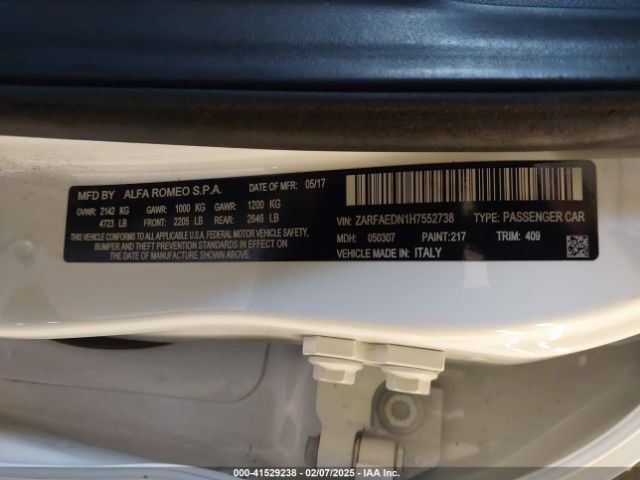 MFD BY ALFA ROMEO S.P.A. DATE OF MFR: 05/17
GVWR: 2142 KG GAWR: 1000 KG GAWR: 1200 KG
4723 LB FRONT: 2205 LB REAR: 2646 LB
THIS VEHICLE CONFORMS TO ALL APPLICABLE U.S.A. FEDERAL MOTOR VEHICLE SAFETY,
BUMPER AND THEFT PREVENTION STANDARDS IN EFFECT ON
THE DATE OF MANUFACTURE SHOWN ABOVE.
VIN: ZARFAEDN1H7552738 TYPE: PASSENGER CAR
MDH: 050307 PAINT: 217 TRIM: 409
VEHICLE MADE IN: ITALY
000-41529238 - 02/07/2025 - IAA Inc.